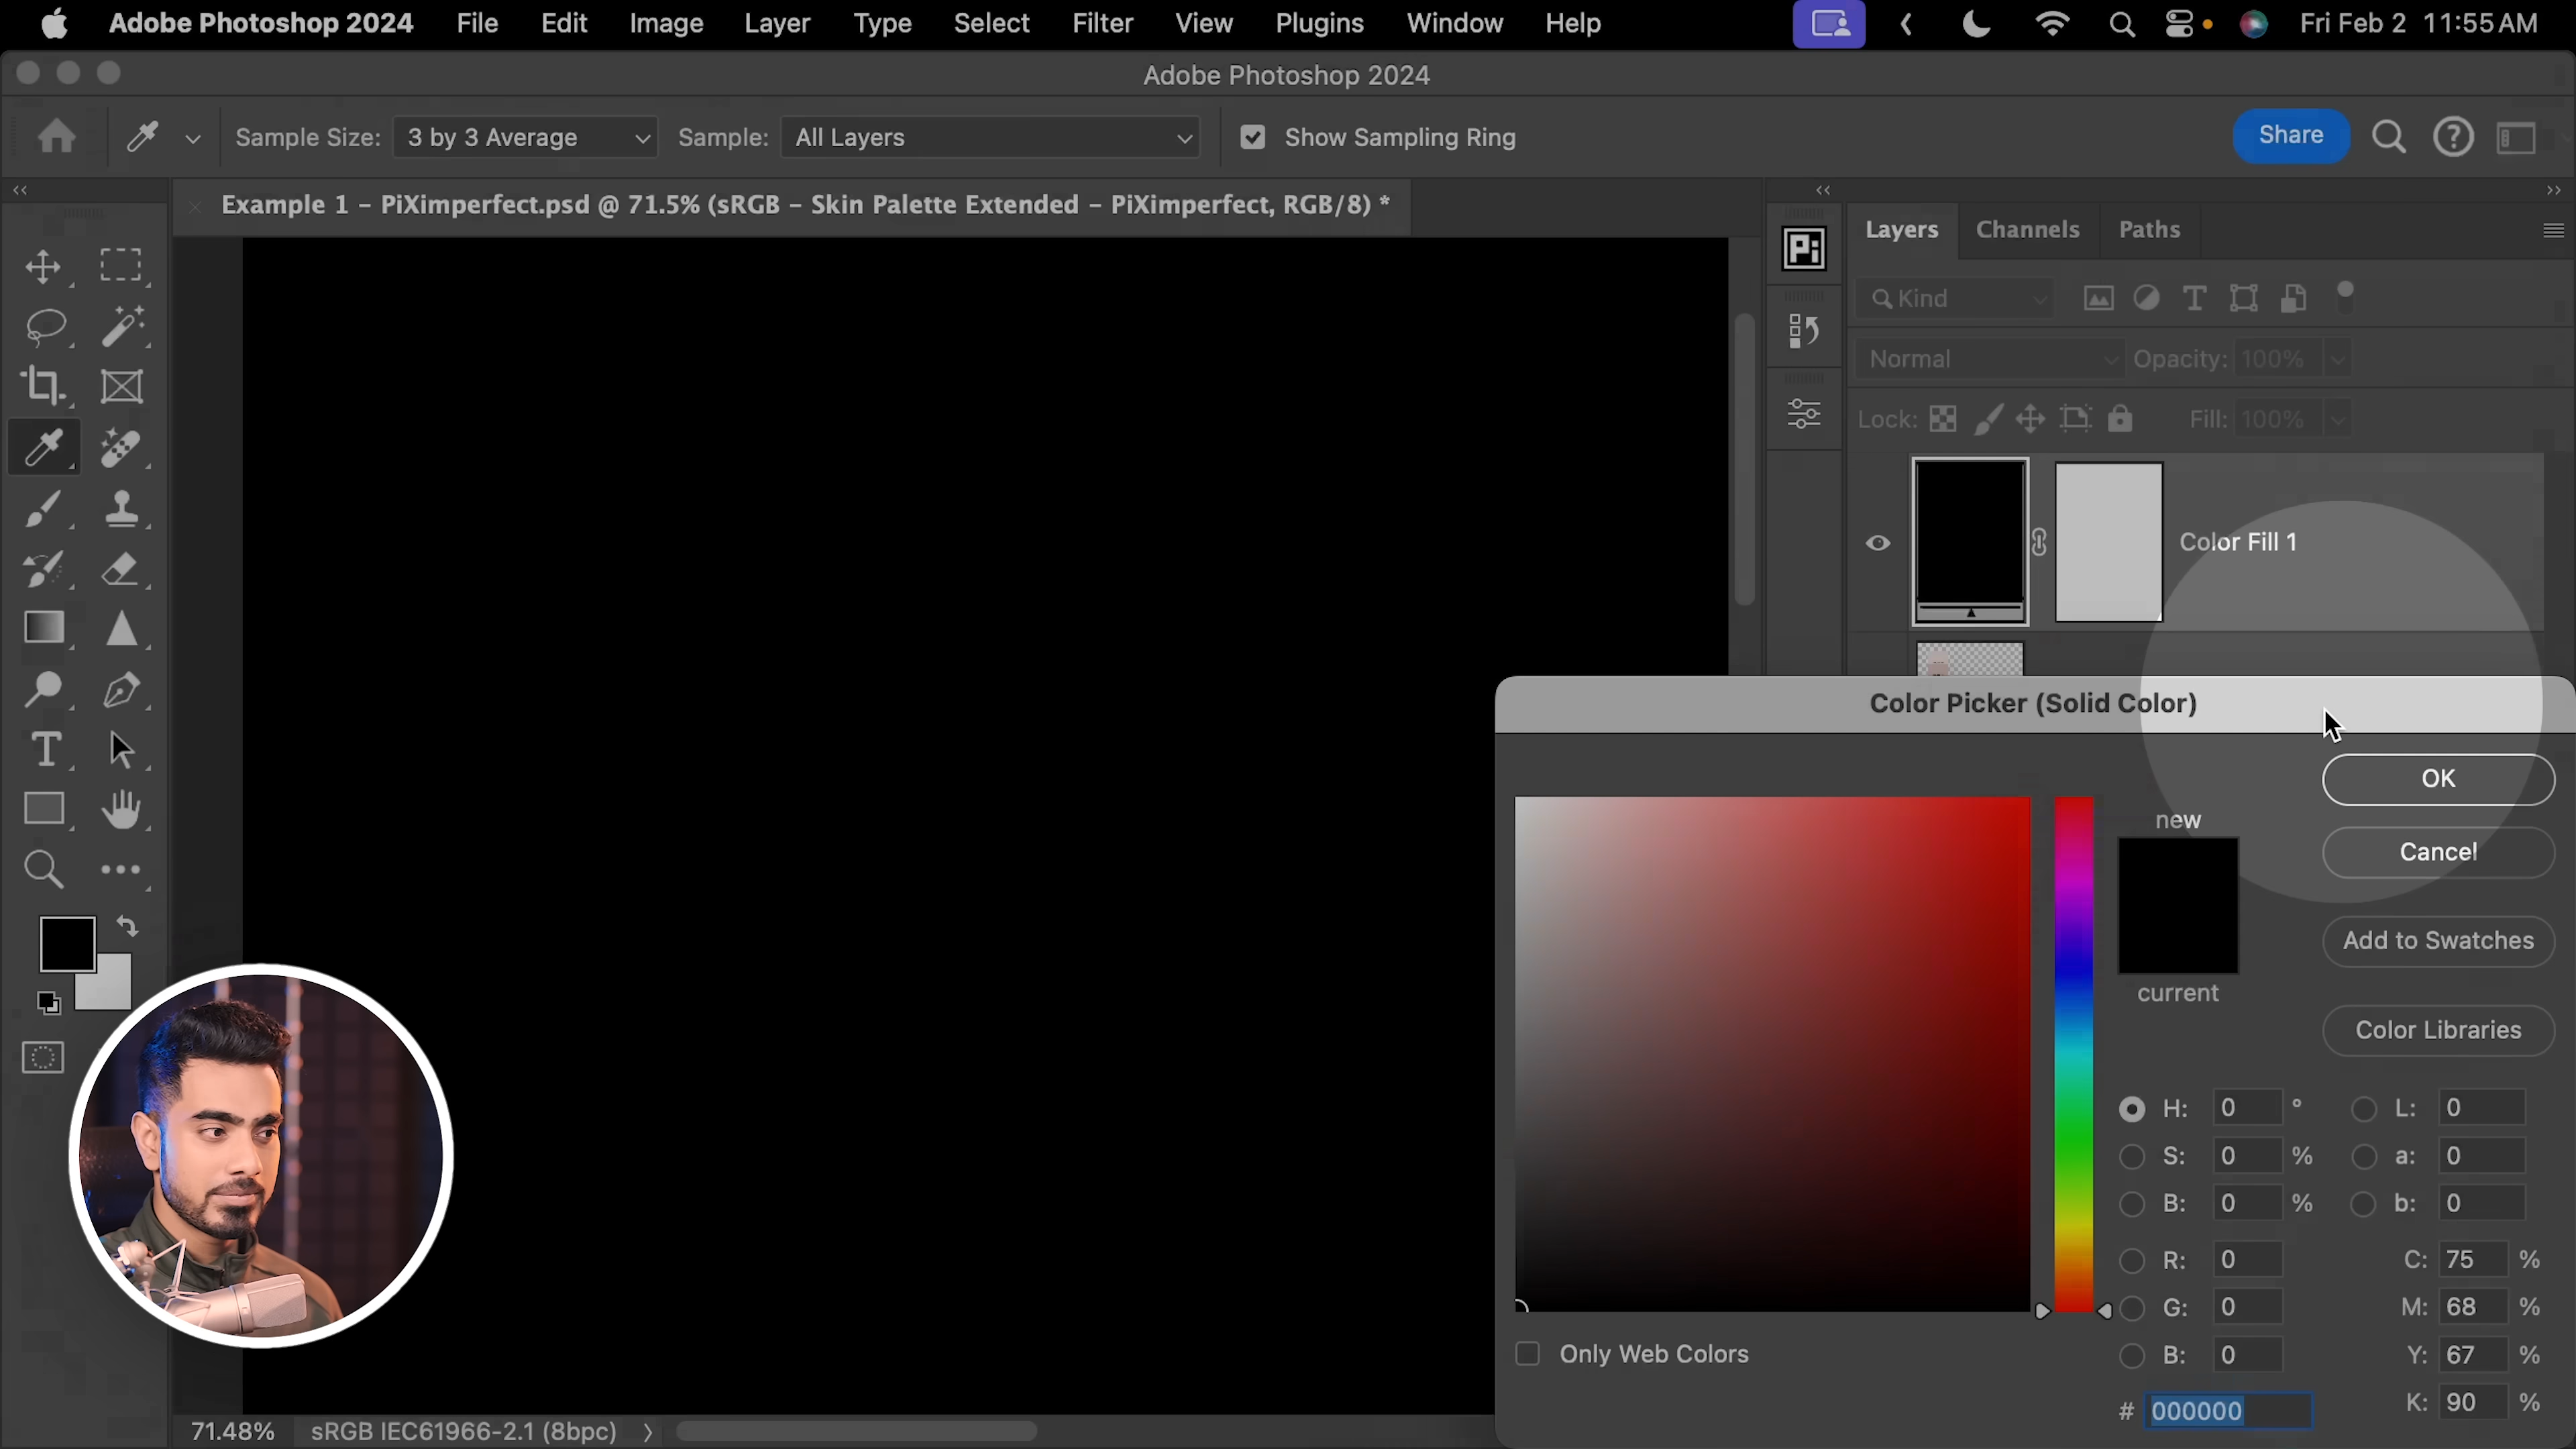 Adobe Photoshop 2024 File Edit Image Layer Type Select Filter View Plugins Window Help Fri Feb 2 11:55 AM
Adobe Photoshop 2024
Sample Size: 3 by 3 Average Sample: All Layers Show Sampling Ring Share
Example 1 – PiXimperfect.psd @ 71.5% (sRGB – Skin Palette Extended – PiXimperfect, RGB/8) *
Pi
Layers Channels Paths
Kind
Normal Opacity: 100%
Lock: Fill: 100%
Color Fill 1
Color Picker (Solid Color)
OK
new
Cancel
Add to Swatches
current
Color Libraries
H: 0 ° L: 0
S: 0 % a: 0
B: 0 % b: 0
R: 0 C: 75 %
G: 0 M: 68 %
B: 0 Y: 67 %
Only Web Colors
# 000000 K: 90 %
71.48% sRGB IEC61966-2.1 (8bpc)